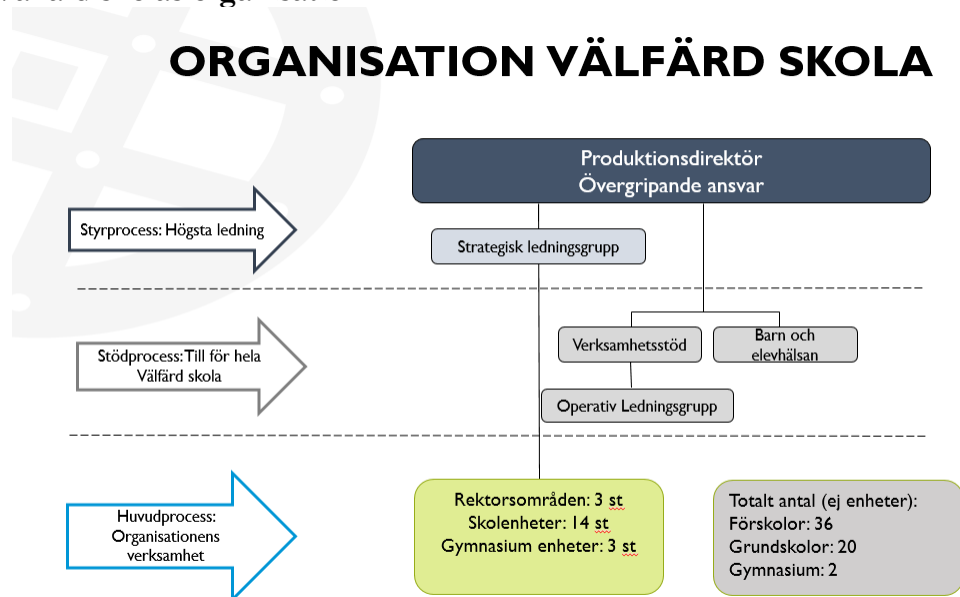 ORGANISATION VÄLFÄRD SKOLA
Produktionsdirektör
Övergripande ansvar
Styrprocess: Högsta ledning
Strategisk ledningsgrupp
Stödprocess: Till för hela
Välfärd skola
Verksamhetsstöd
Barn och
elevhälsan
Operativ Ledningsgrupp
Huvudprocess:
Organisationens
verksamhet
Rektorsområden: 3 st
Skolenheter: 14 st
Gymnasium enheter: 3 st
Totalt antal (ej enheter):
Förskolor: 36
Grundskolor: 20
Gymnasium: 2